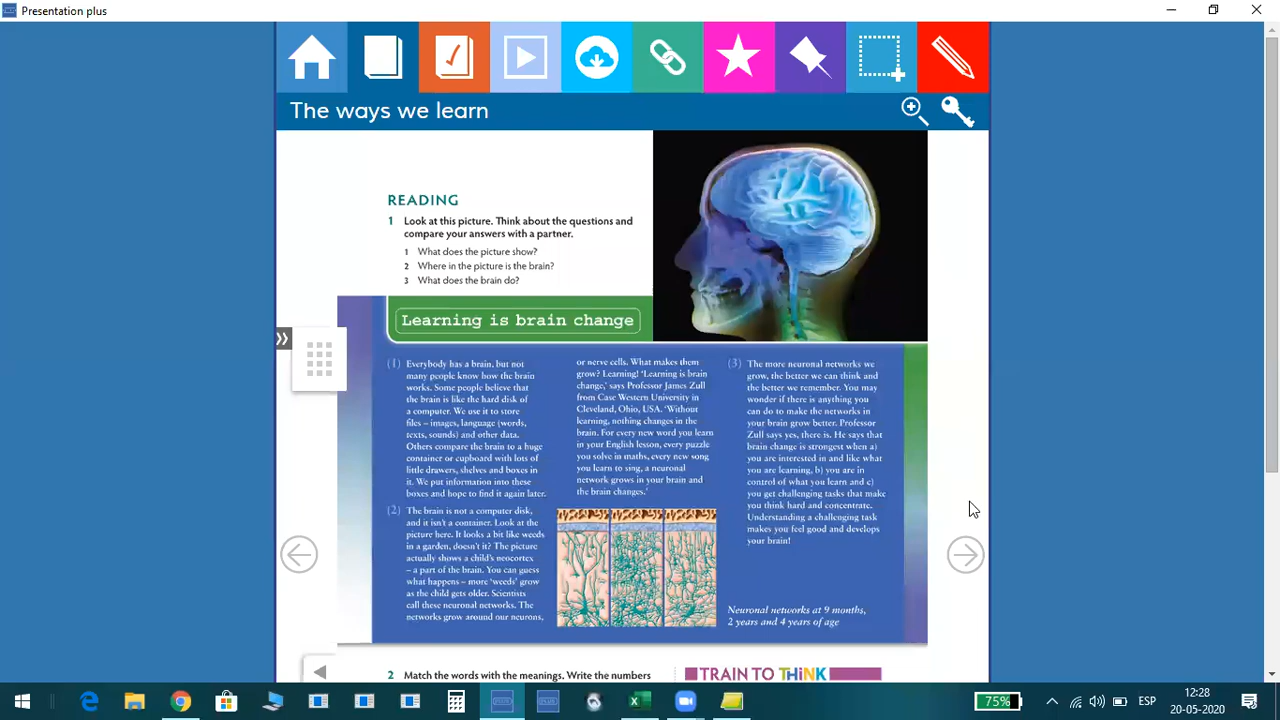 Presentation plus
The ways we learn
READING
1 Look at this picture. Think about the questions and
compare your answers with a partner.
1 What does the picture show?
2 Where in the picture is the brain?
3 What does the brain do?
Learning is brain change
(1) Everybody has a brain, but not
many people know how the brain
works. Some people believe that
the brain is like the hard disk of
a computer. We use it to store
files – images, language (words,
texts, sounds) and other data.
Others compare the brain to a huge
container or cupboard with lots of
little drawers, shelves and boxes in
it. We put information into these
boxes and hope to find it again later.
(2) The brain is not a computer disk,
and it isn't a container. Look at the
picture here. It looks a bit like weeds
in a garden, doesn't it? The picture
actually shows a child's neocortex
– a part of the brain. You can guess
what happens – more 'weeds' grow
as the child gets older. Scientists
call these neuronal networks. The
networks grow around our neurons,
or nerve cells. What makes them
grow? Learning! 'Learning is brain
change,' says Professor James Zull
from Case Western University in
Cleveland, Ohio, USA. 'Without
learning, nothing changes in the
brain. For every new word you learn
in your English lesson, every puzzle
you solve in maths, every new song
you learn to sing, a neuronal
network grows in your brain and
the brain changes.'
(3) The more neuronal networks we
grow, the better we can think and
the better we remember. You may
wonder if there is anything you
can do to make the networks in
your brain grow better. Professor
Zull says yes, there is. He says that
brain change is strongest when a)
you are interested in and like what
you are learning, b) you are in
control of what you learn and c)
you get challenging tasks that make
you think hard and concentrate.
Understanding a challenging task
makes you feel good and develops
your brain!
Neuronal networks at 9 months,
2 years and 4 years of age
2 Match the words with the meanings. Write the numbers
TRAIN TO THiNK
75%
ESP
12:28
20-05-2020